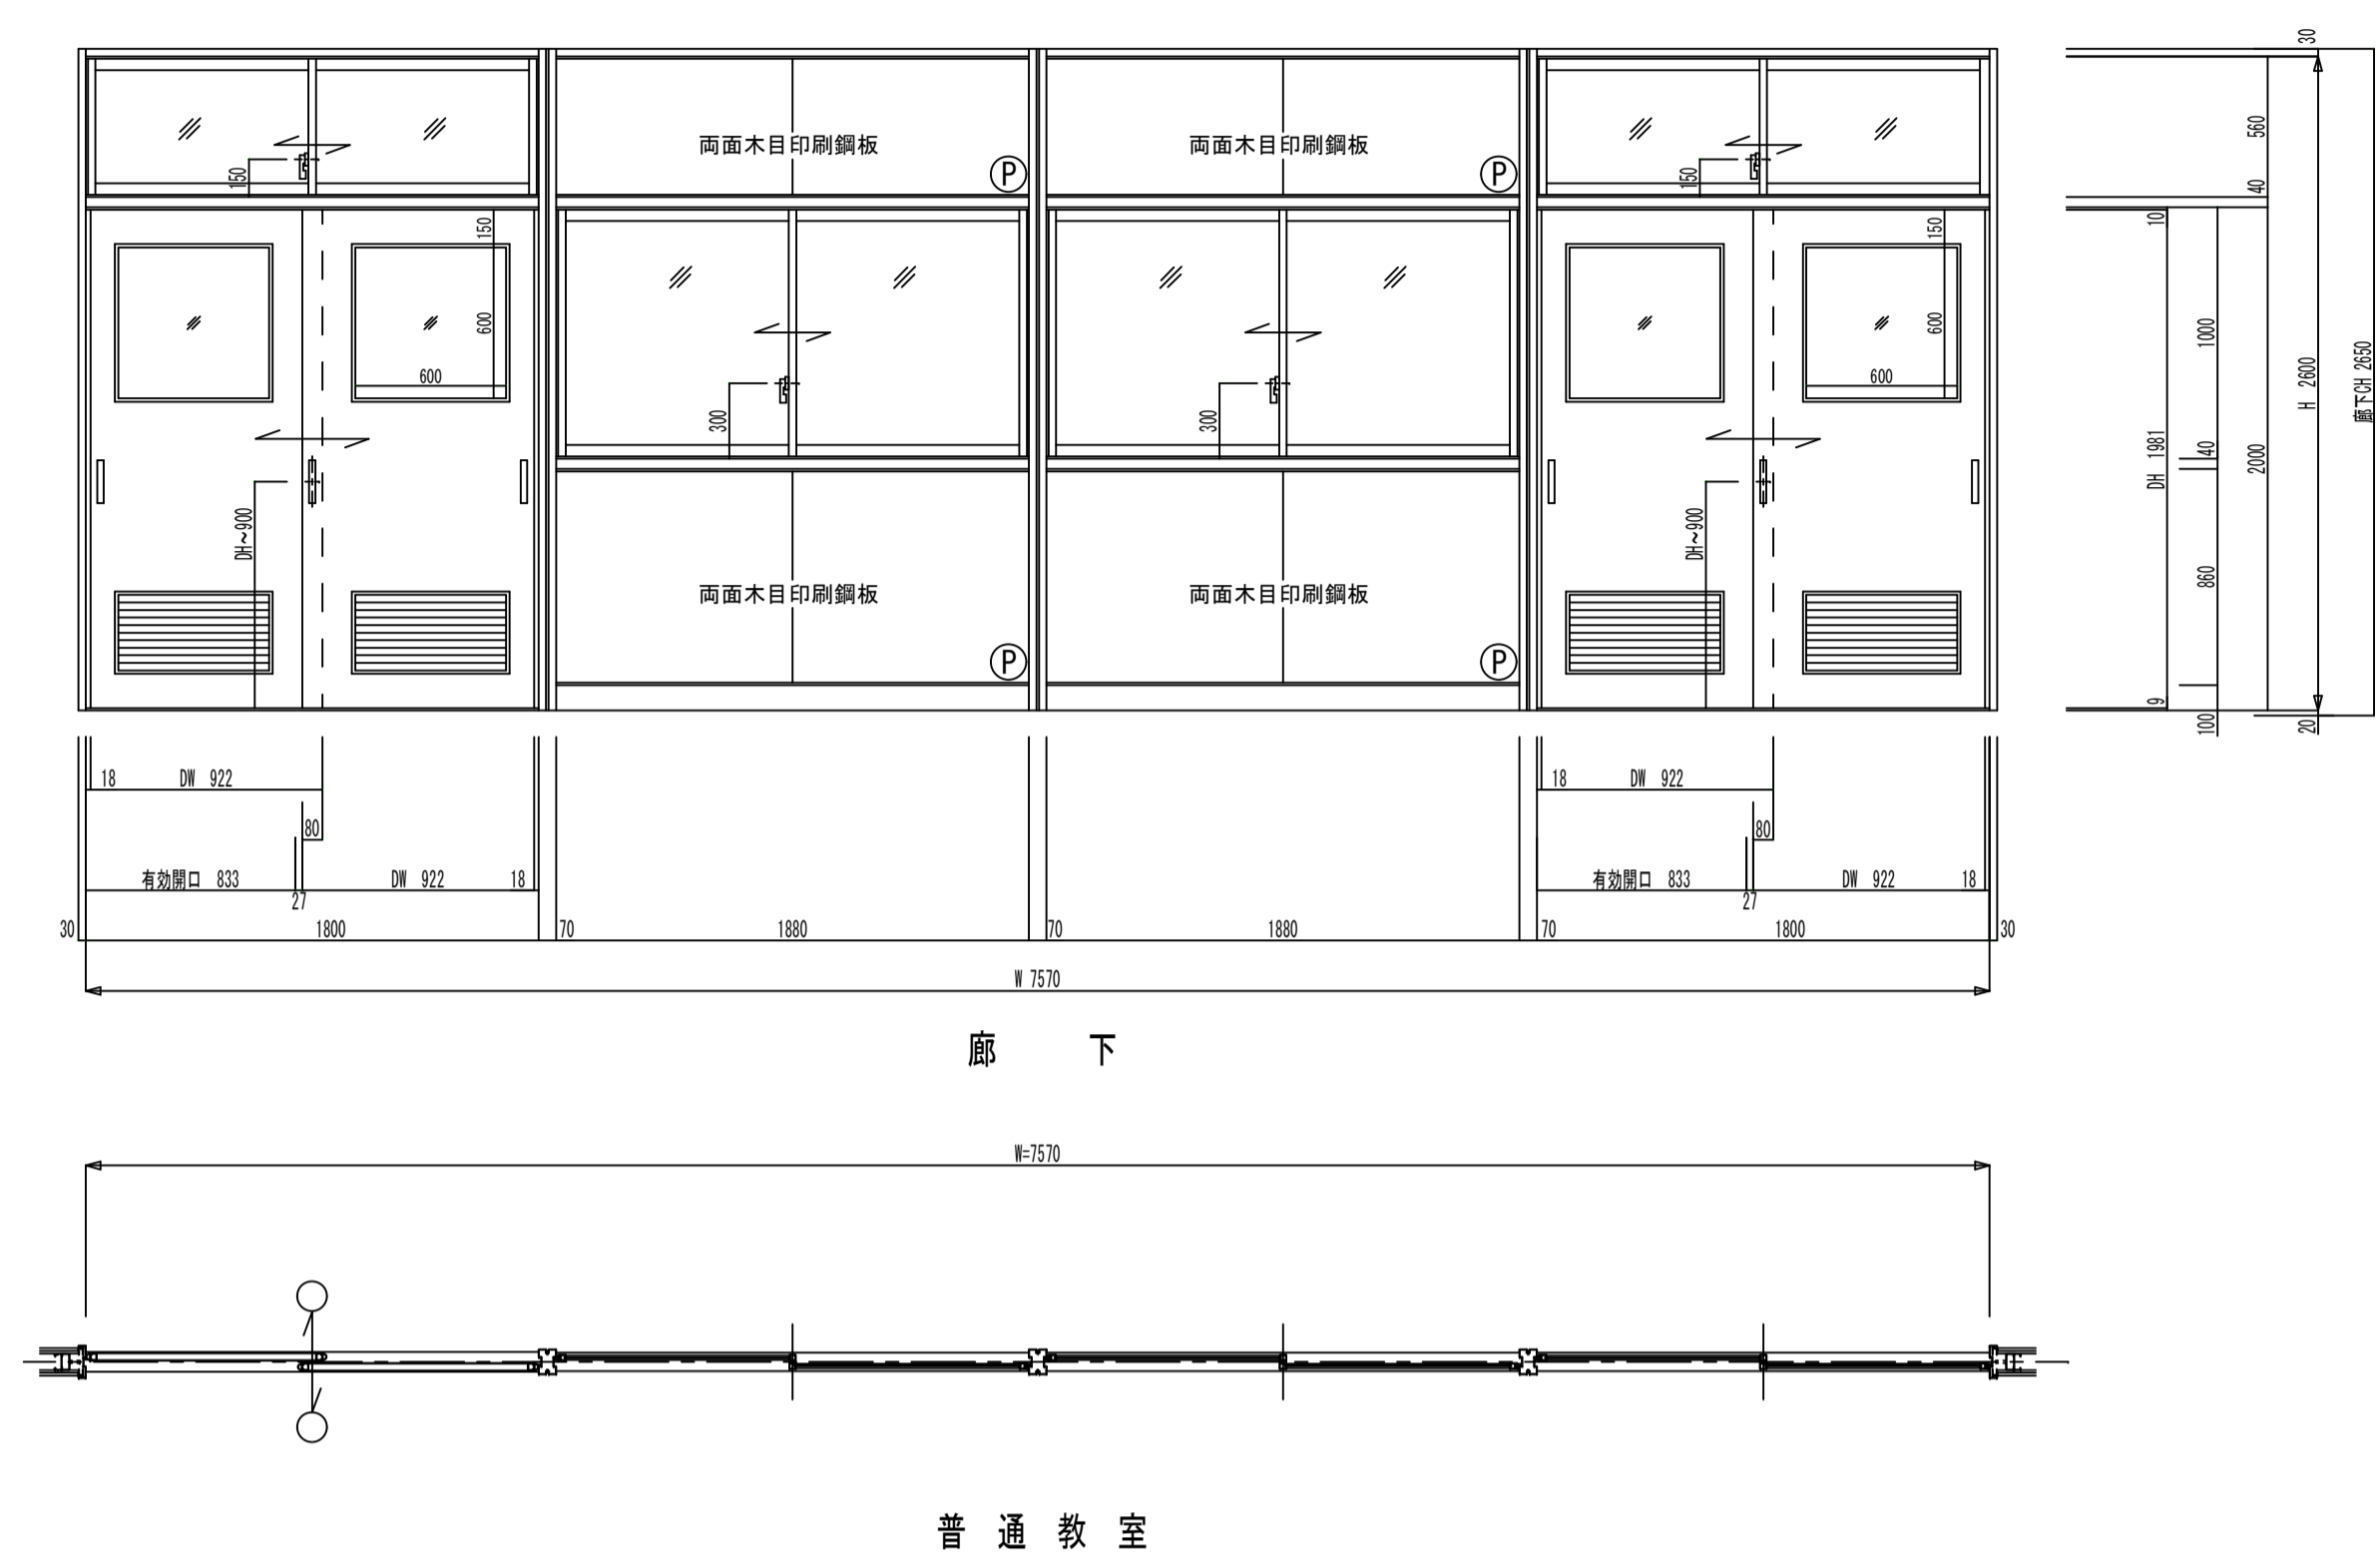 30
両面木目印刷鋼板 両面木目印刷鋼板
560
150 P P 150
40
150 150 10
600 600 1000
600 600
H 2600
廊下CH 2650
300 300
DH 1981
40
2000
DH~900 DH~900
両面木目印刷鋼板 両面木目印刷鋼板
860
P P
9
100
20
18 DW 922 18 DW 922
80 80
有効開口 833 DW 922 18 有効開口 833 DW 922 18
27 27
30 1800 70 1880 70 1880 70 1800 30
W 7570
廊 下
W=7570
普 通 教 室